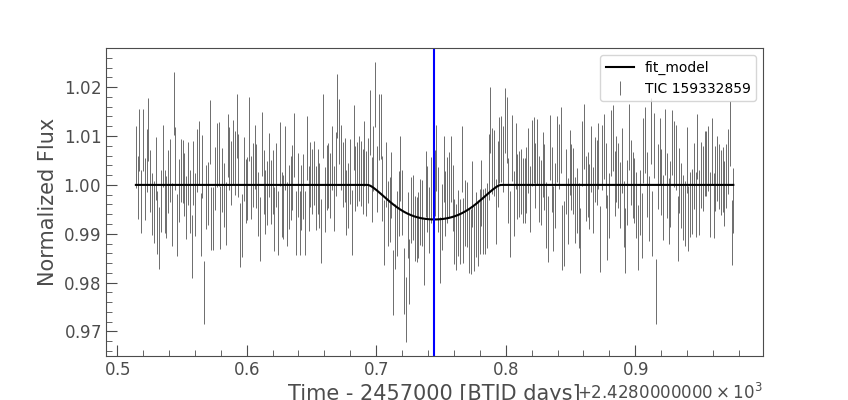 fit_model
TIC 159332859
1.02
1.01
1.00
0.99
0.98
0.97
Normalized Flux
0.5 0.6 0.7 0.8 0.9
Time - 2457000 [BTJD days]
+2.4280000000 × 10³